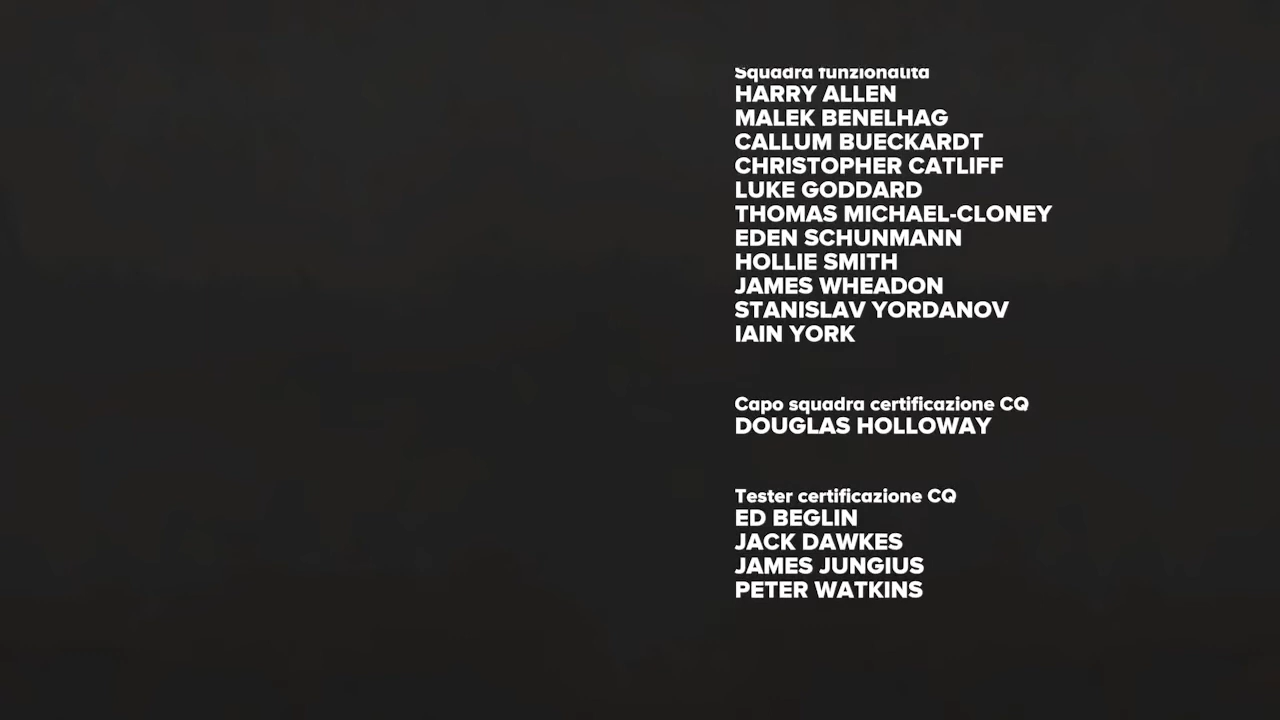 Squadra funzionalità
HARRY ALLEN
MALEK BENELHAG
CALLUM BUECKARDT
CHRISTOPHER CATLIFF
LUKE GODDARD
THOMAS MICHAEL-CLONEY
EDEN SCHUNMANN
HOLLIE SMITH
JAMES WHEADON
STANISLAV YORDANOV
IAIN YORK
Capo squadra certificazione CQ
DOUGLAS HOLLOWAY
Tester certificazione CQ
ED BEGLIN
JACK DAWKES
JAMES JUNGIUS
PETER WATKINS